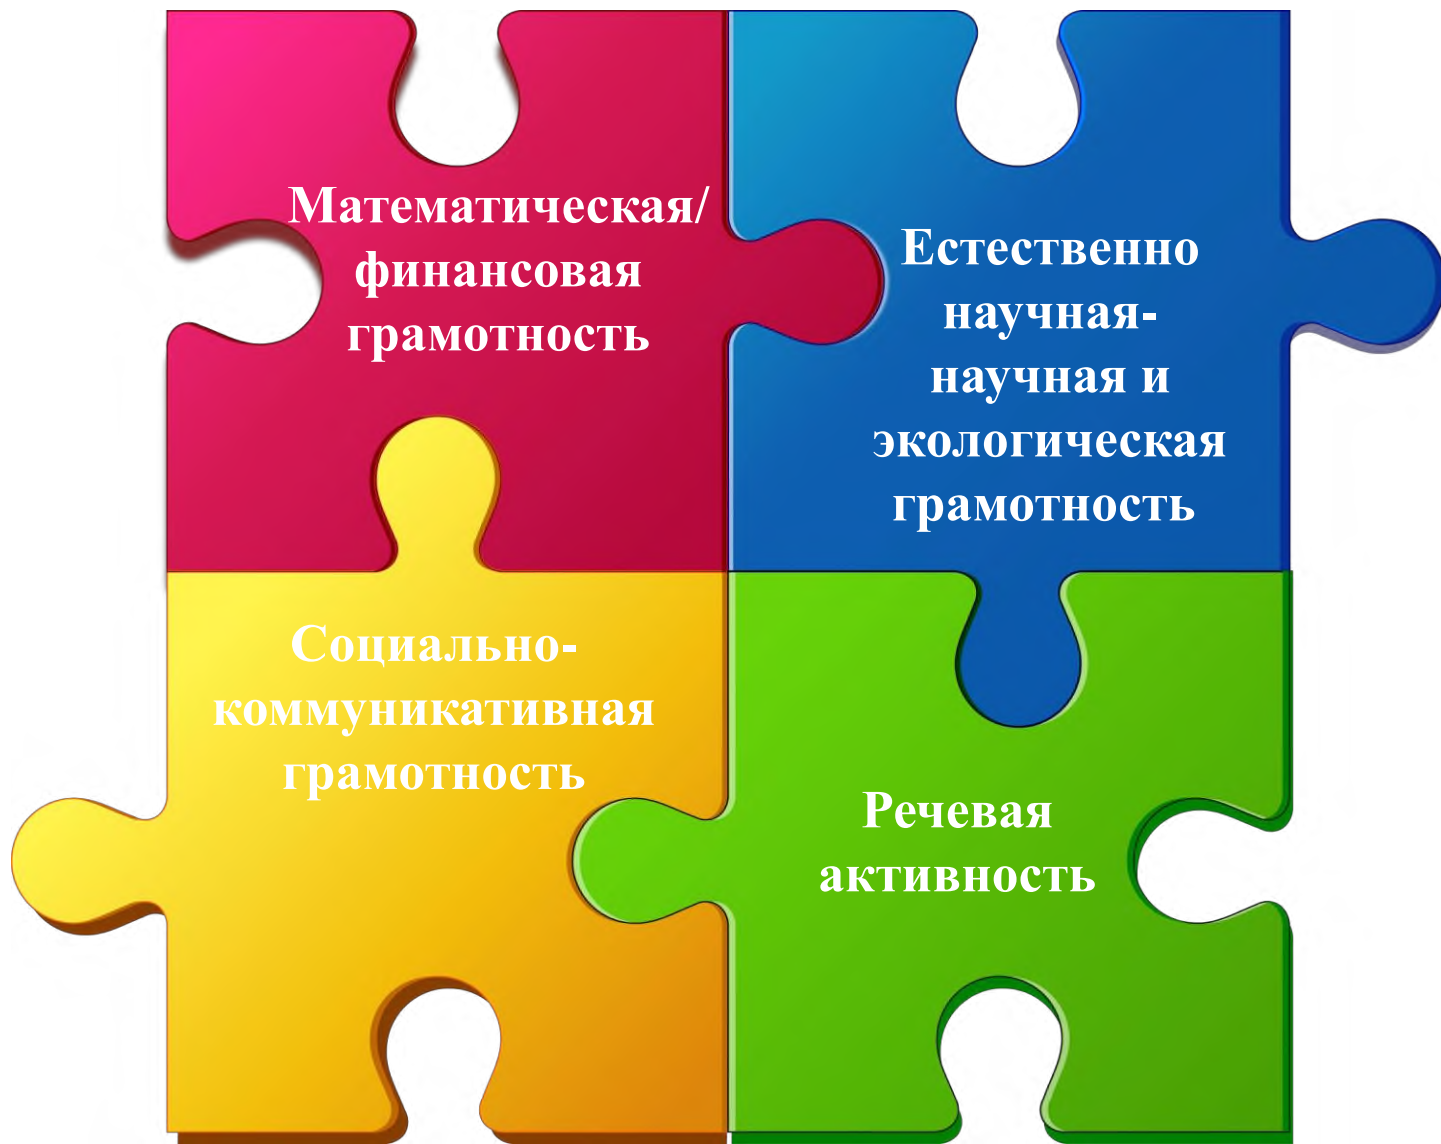 Математическая/
финансовая
грамотность
Естественно
научная-
научная и
экологическая
грамотность
Социально-
коммуникативная
грамотность
Речевая
активность